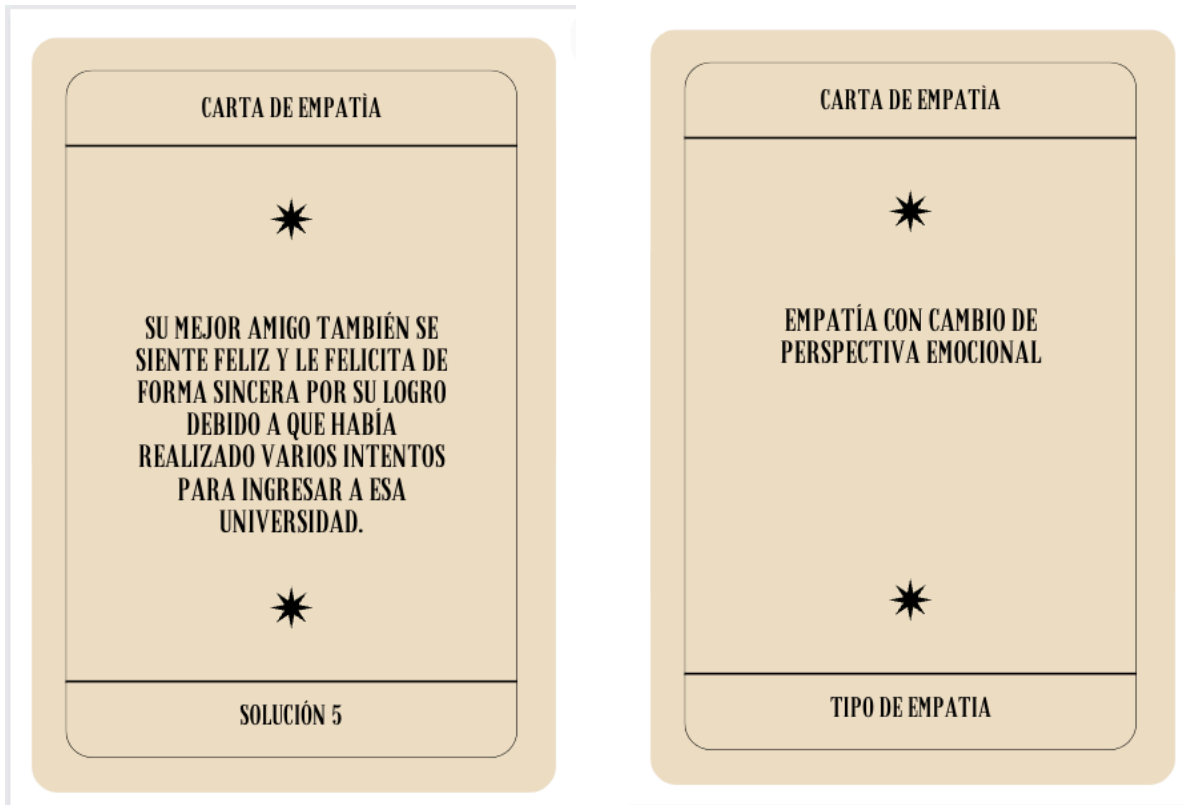 CARTA DE EMPATÌA
SU MEJOR AMIGO TAMBIÉN SE
SIENTE FELIZ Y LE FELICITA DE
FORMA SINCERA POR SU LOGRO
DEBIDO A QUE HABÍA
REALIZADO VARIOS INTENTOS
PARA INGRESAR A ESA
UNIVERSIDAD.
SOLUCIÓN 5
CARTA DE EMPATÌA
EMPATÍA CON CAMBIO DE
PERSPECTIVA EMOCIONAL
TIPO DE EMPATIA